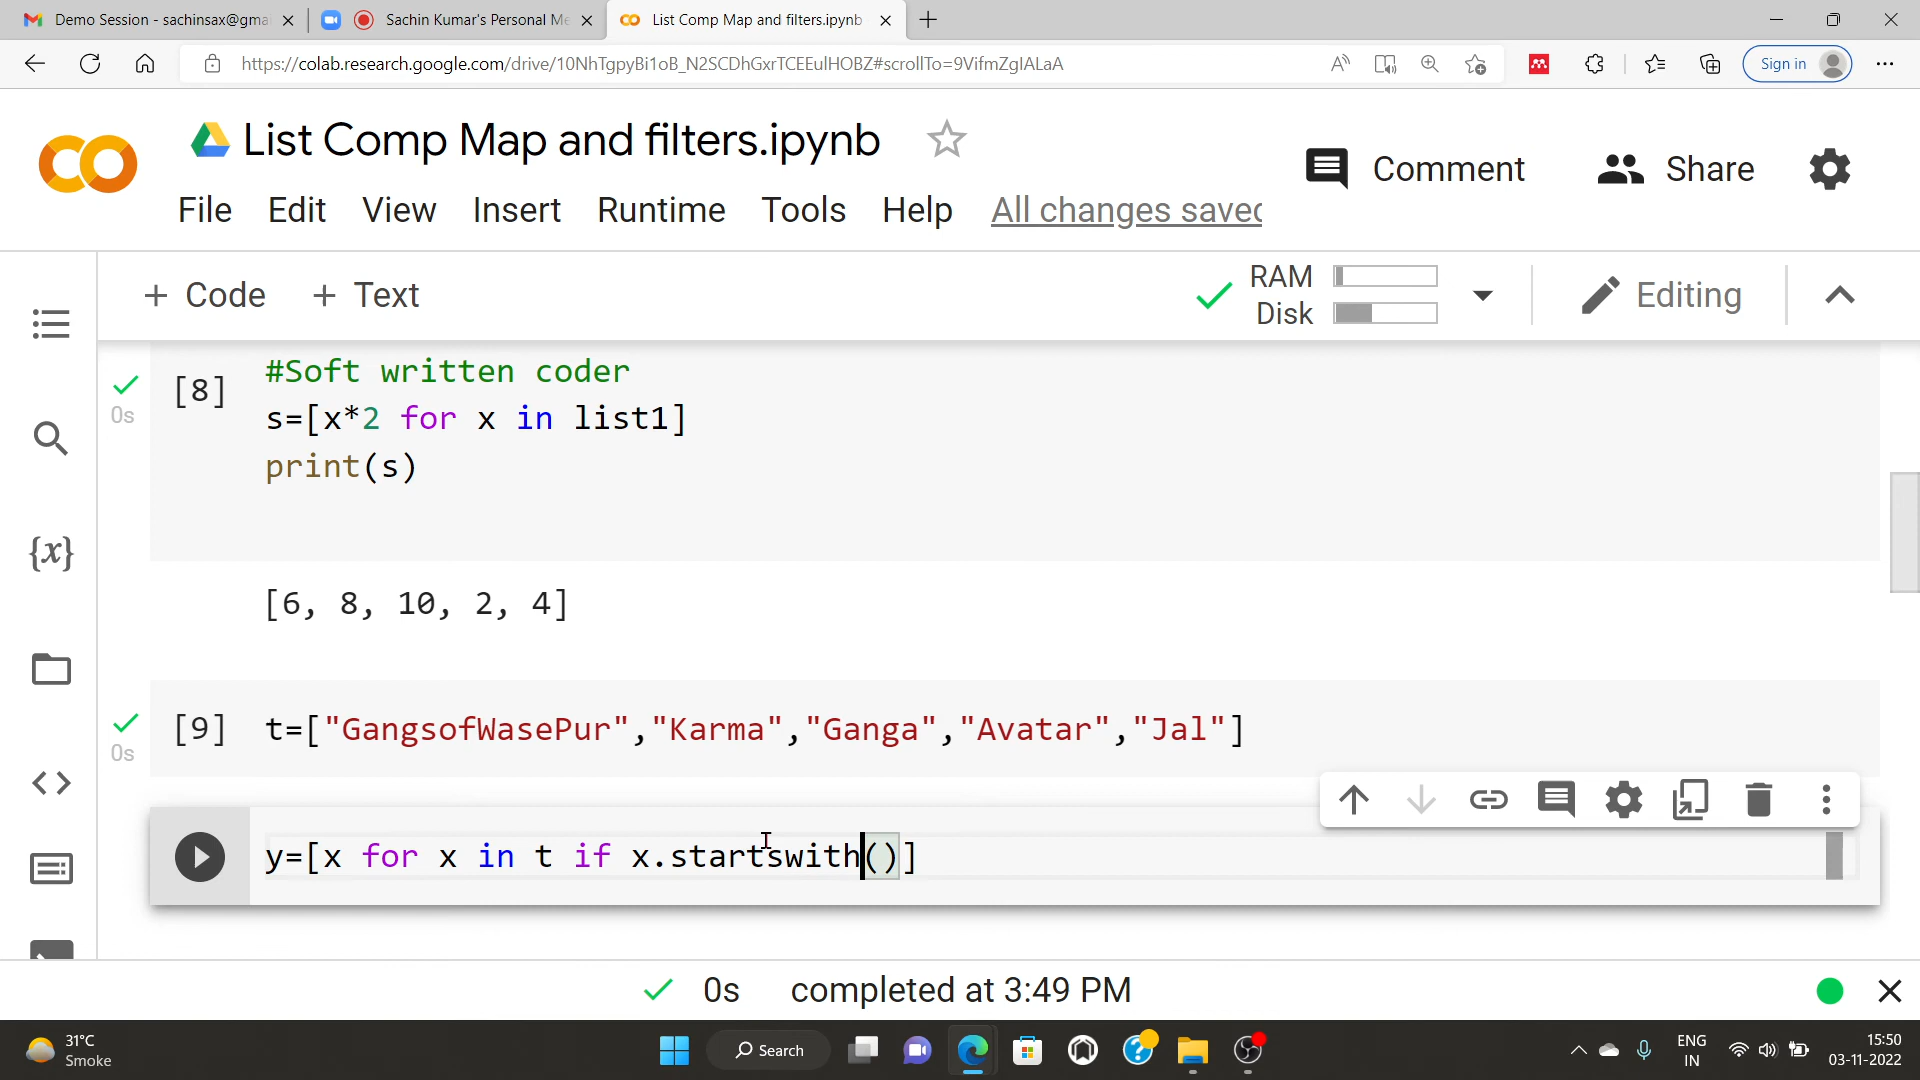 Demo Session - sachinsax@gma
Sachin Kumar's Personal Me
List Comp Map and filters.ipynb
https://colab.research.google.com/drive/10NhTgpyBi1oB_N2SCDhGxrTCEEulHOBZ#scrollTo=9VifmZgIALaA
Sign in
List Comp Map and filters.ipynb
Comment
Share
File Edit View Insert Runtime Tools Help All changes saved
+ Code + Text
RAM
Disk
Editing
[8] #Soft written coder
0s
s=[x*2 for x in list1]
print(s)
{x}
[6, 8, 10, 2, 4]
[9] t=["GangsofWasePur","Karma","Ganga","Avatar","Jal"]
0s
y=[x for x in t if x.startswith()]
0s completed at 3:49 PM
31°C
Smoke
Search
ENG
IN
15:50
03-11-2022